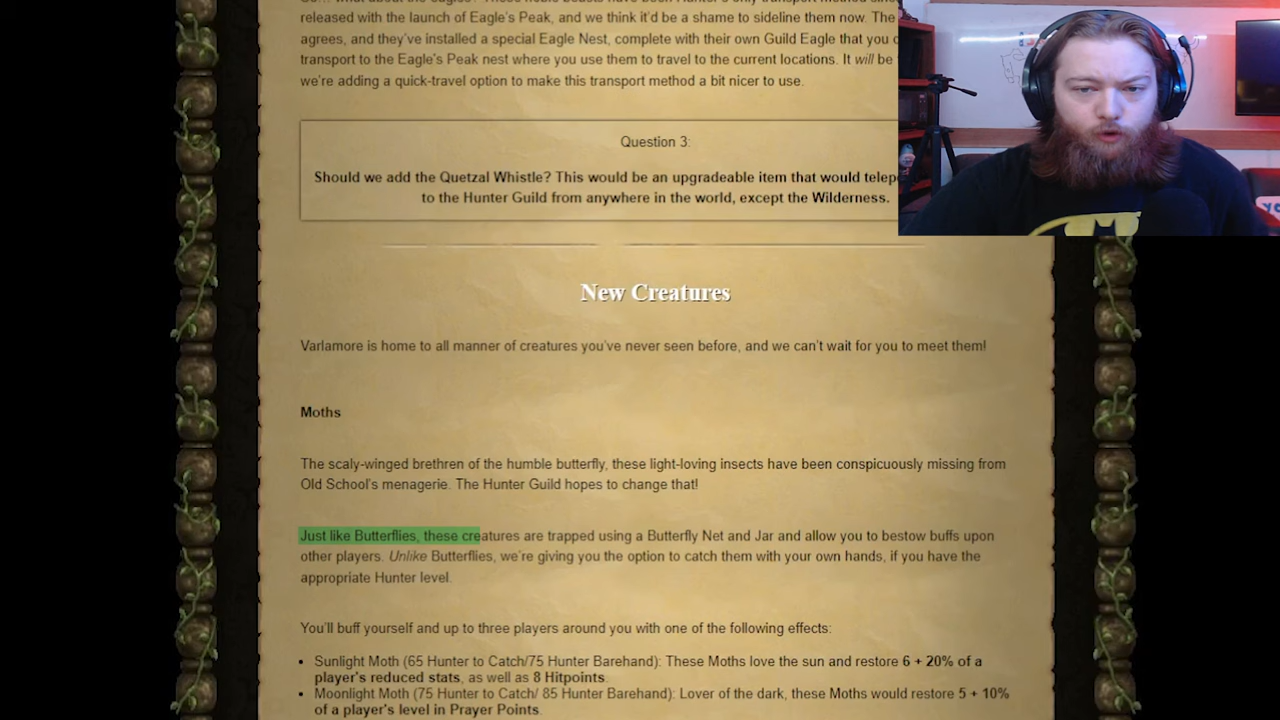 released with the launch of Eagle's Peak, and we think it'd be a shame to sideline them now. The
agrees, and they've installed a special Eagle Nest, complete with their own Guild Eagle that you
transport to the Eagle's Peak nest where you use them to travel to the current locations. It will be
we're adding a quick-travel option to make this transport method a bit nicer to use.
Question 3:
Should we add the Quetzal Whistle? This would be an upgradeable item that would telep
to the Hunter Guild from anywhere in the world, except the Wilderness.
New Creatures
Varlamore is home to all manner of creatures you've never seen before, and we can't wait for you to meet them!
Moths
The scaly-winged brethren of the humble butterfly, these light-loving insects have been conspicuously missing from
Old School's menagerie. The Hunter Guild hopes to change that!
Just like Butterflies, these creatures are trapped using a Butterfly Net and Jar and allow you to bestow buffs upon
other players. Unlike Butterflies, we're giving you the option to catch them with your own hands, if you have the
appropriate Hunter level.
You'll buff yourself and up to three players around you with one of the following effects:
• Sunlight Moth (65 Hunter to Catch/75 Hunter Barehand): These Moths love the sun and restore 6 + 20% of a
player's reduced stats, as well as 8 Hitpoints.
• Moonlight Moth (75 Hunter to Catch/ 85 Hunter Barehand): Lover of the dark, these Moths would restore 5 + 10%
of a player's level in Prayer Points.